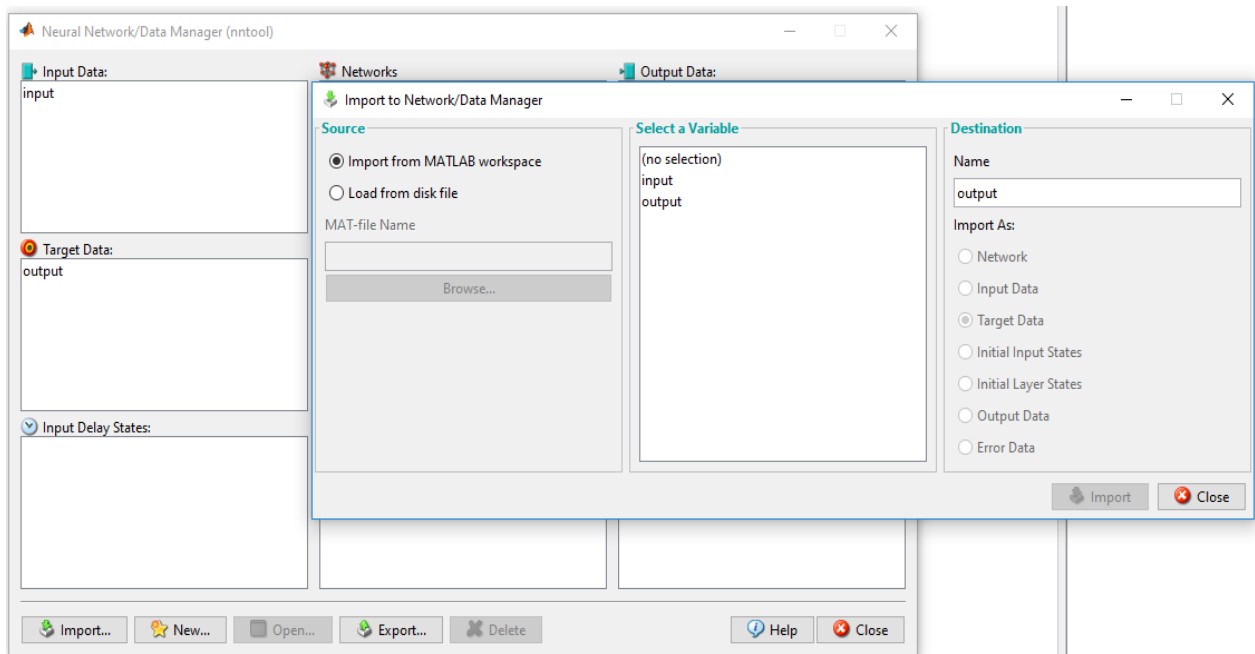 Neural Network/Data Manager (nntool)
Input Data:
input
Networks
Output Data:
Target Data:
output
Input Delay States:
Import to Network/Data Manager
Source
Import from MATLAB workspace
Load from disk file
MAT-file Name
Browse...
Select a Variable
(no selection)
input
output
Destination
Name
output
Import As:
Network
Input Data
Target Data
Initial Input States
Initial Layer States
Output Data
Error Data
Import
Close
Import...
New...
Open...
Export...
Delete
Help
Close